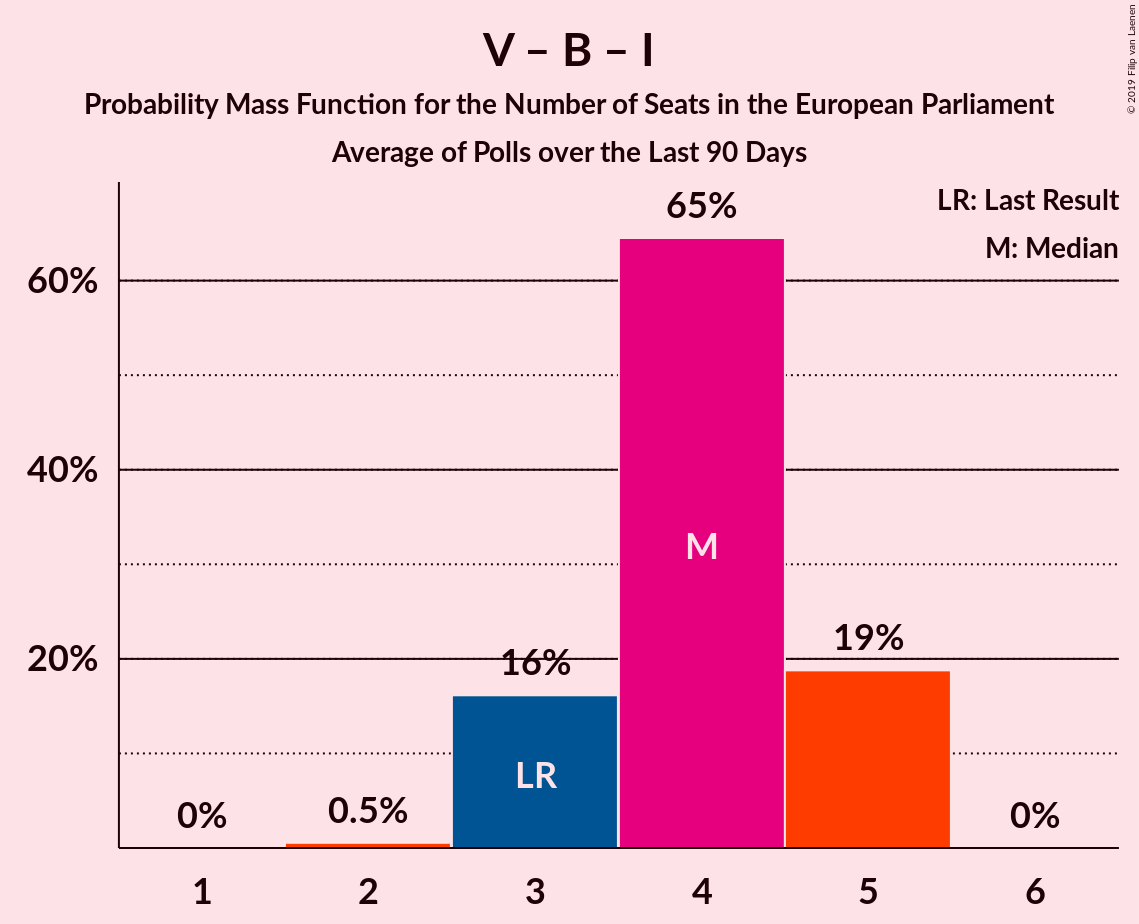 V – B – I
Probability Mass Function for the Number of Seats in the European Parliament
Average of Polls over the Last 90 Days
© 2019 Filip van Laenen
LR: Last Result
M: Median
65%
60%
40%
M
20%
16%
19%
LR
0%
0.5%
0%
1 2 3 4 5 6